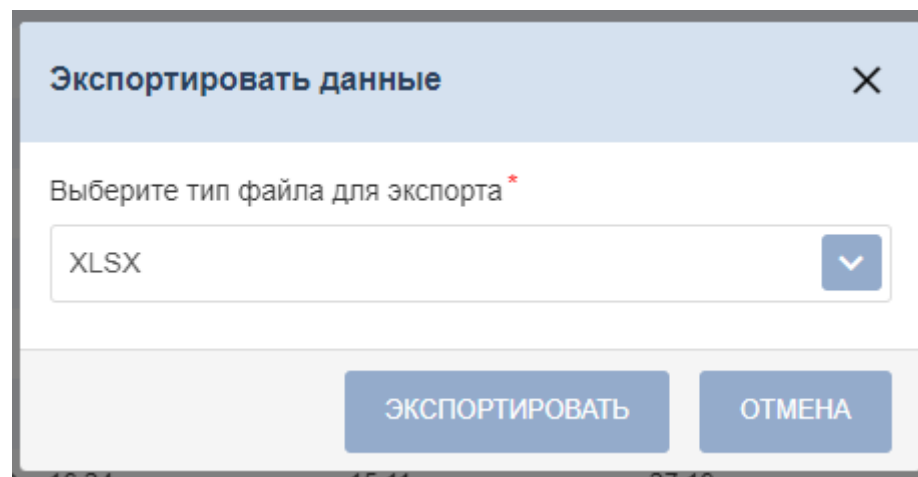 Экспортировать данные
Выберите тип файла для экспорта*
XLSX
ЭКСПОРТИРОВАТЬ ОТМЕНА